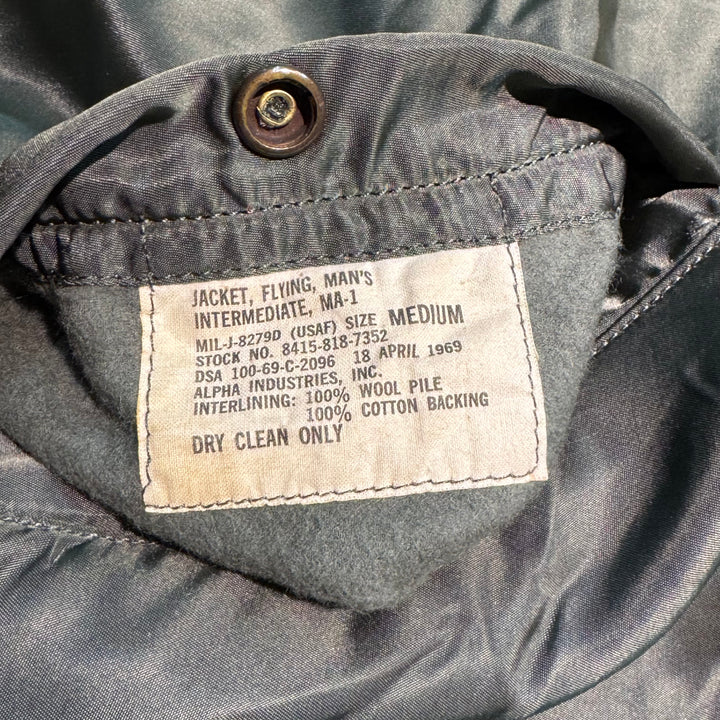 JACKET, FLYING, MAN'S
INTERMEDIATE, MA-1
MIL-J-8279D (USAF) SIZE MEDIUM
STOCK NO. 8415-818-7352
DSA 100-69-C-2096 18 APRIL 1969
ALPHA INDUSTRIES, INC.
INTERLINING: 100% WOOL PILE
100% COTTON BACKING
DRY CLEAN ONLY